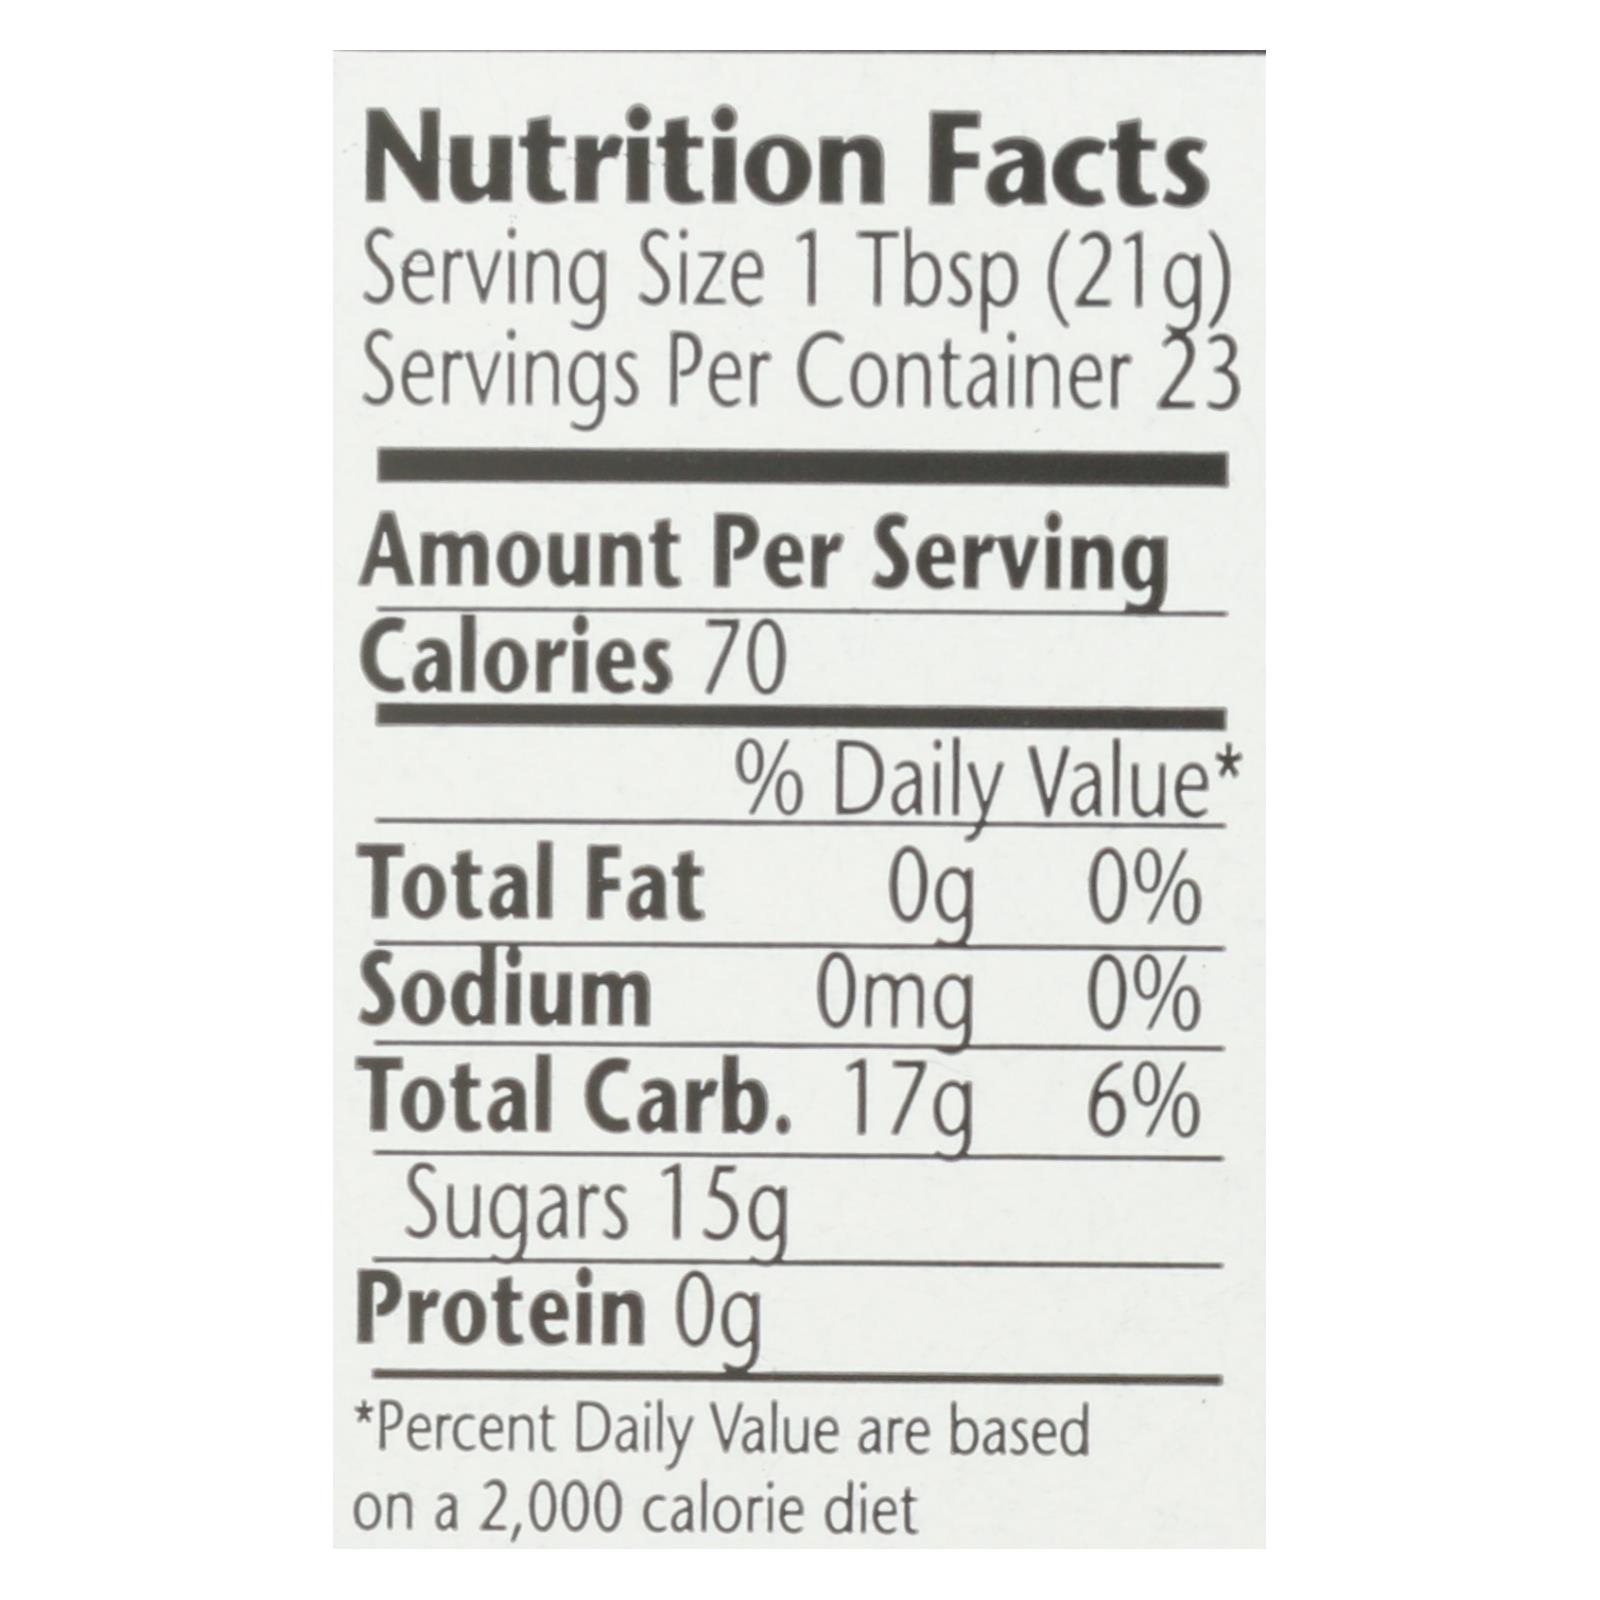 Nutrition Facts
Serving Size 1 Tbsp (21g)
Servings Per Container 23
Amount Per Serving
Calories 70
% Daily Value*
Total Fat 0g 0%
Sodium 0mg 0%
Total Carb. 17g 6%
Sugars 15g
Protein 0g
*Percent Daily Value are based
on a 2,000 calorie diet